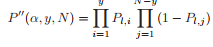 P''(α, y, N) = ∏_{i=1}^{y} P_{l,i} ∏_{j=1}^{N−y} (1 − P_{l,j})